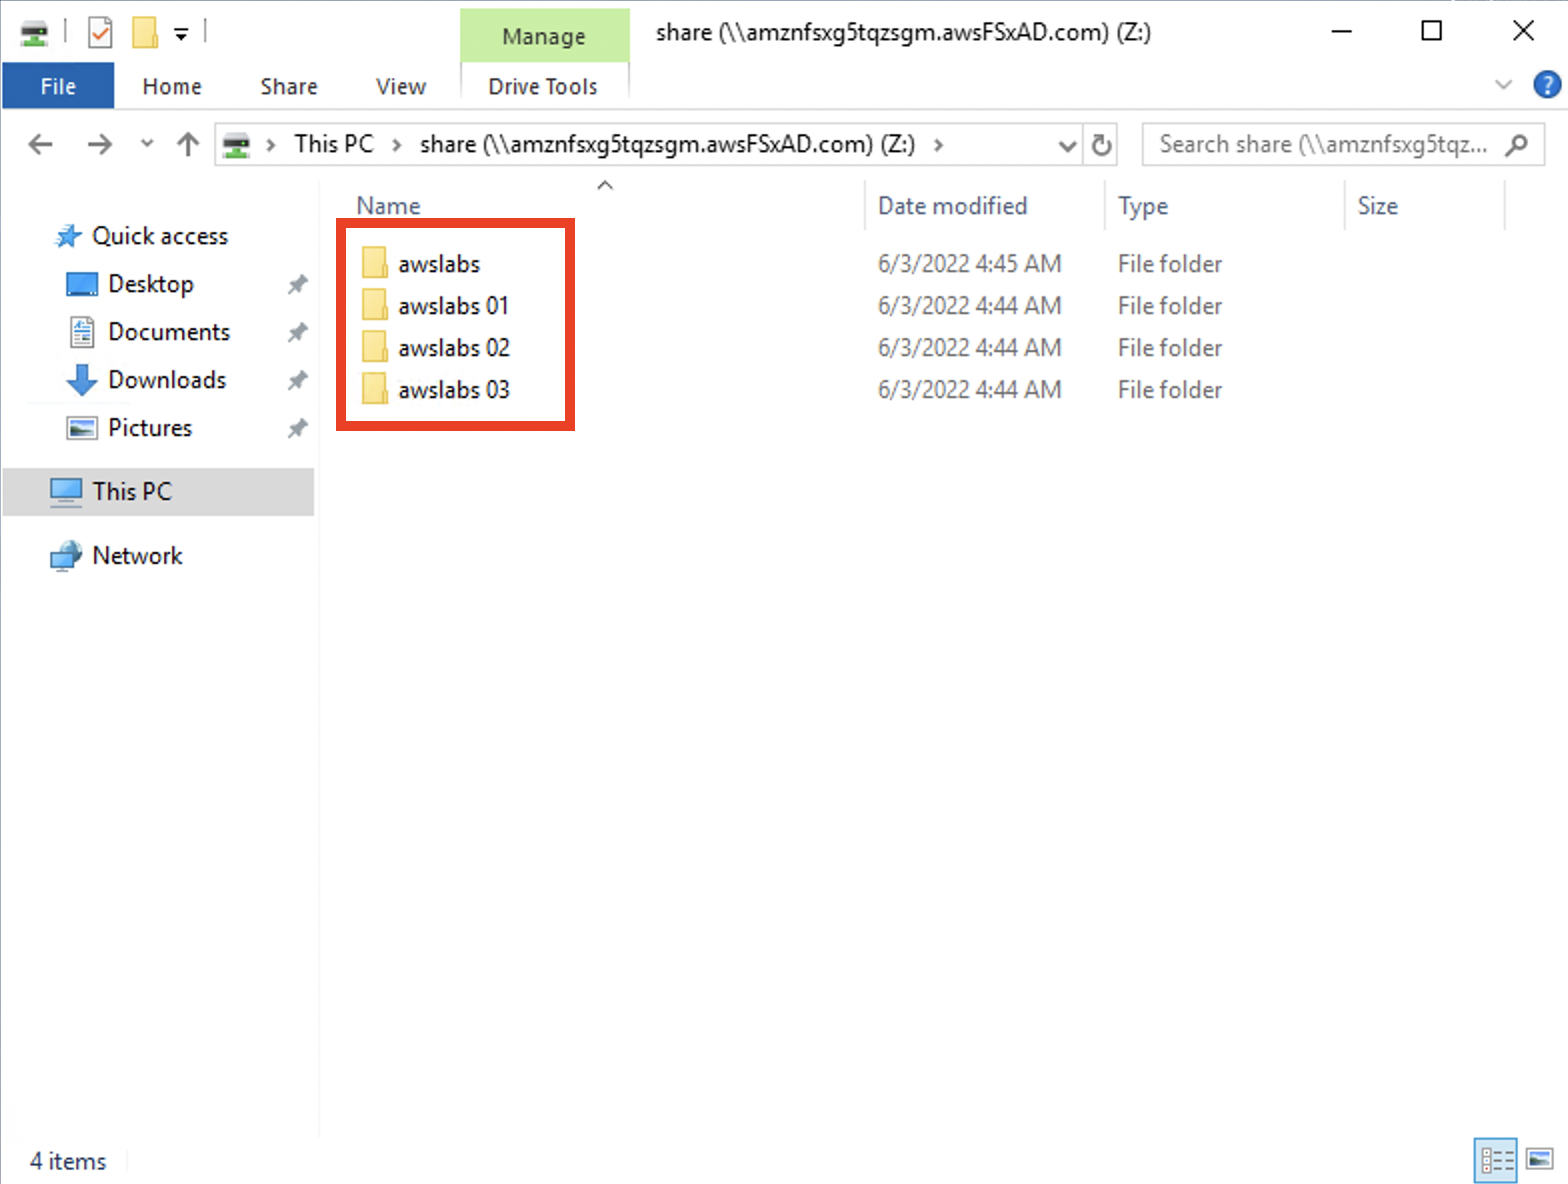 Manage
share (\\amznfsxg5tqzsgm.awsFSxAD.com) (Z:)
File
Home
Share
View
Drive Tools
?
This PC
share (\\amznfsxg5tqzsgm.awsFSxAD.com) (Z:)
Search share (\\amznfsxg5tqz...
Name
Date modified
Type
Size
Quick access
Desktop
Documents
Downloads
Pictures
This PC
Network
awslabs 6/3/2022 4:45 AM File folder
awslabs 01 6/3/2022 4:44 AM File folder
awslabs 02 6/3/2022 4:44 AM File folder
awslabs 03 6/3/2022 4:44 AM File folder
4 items